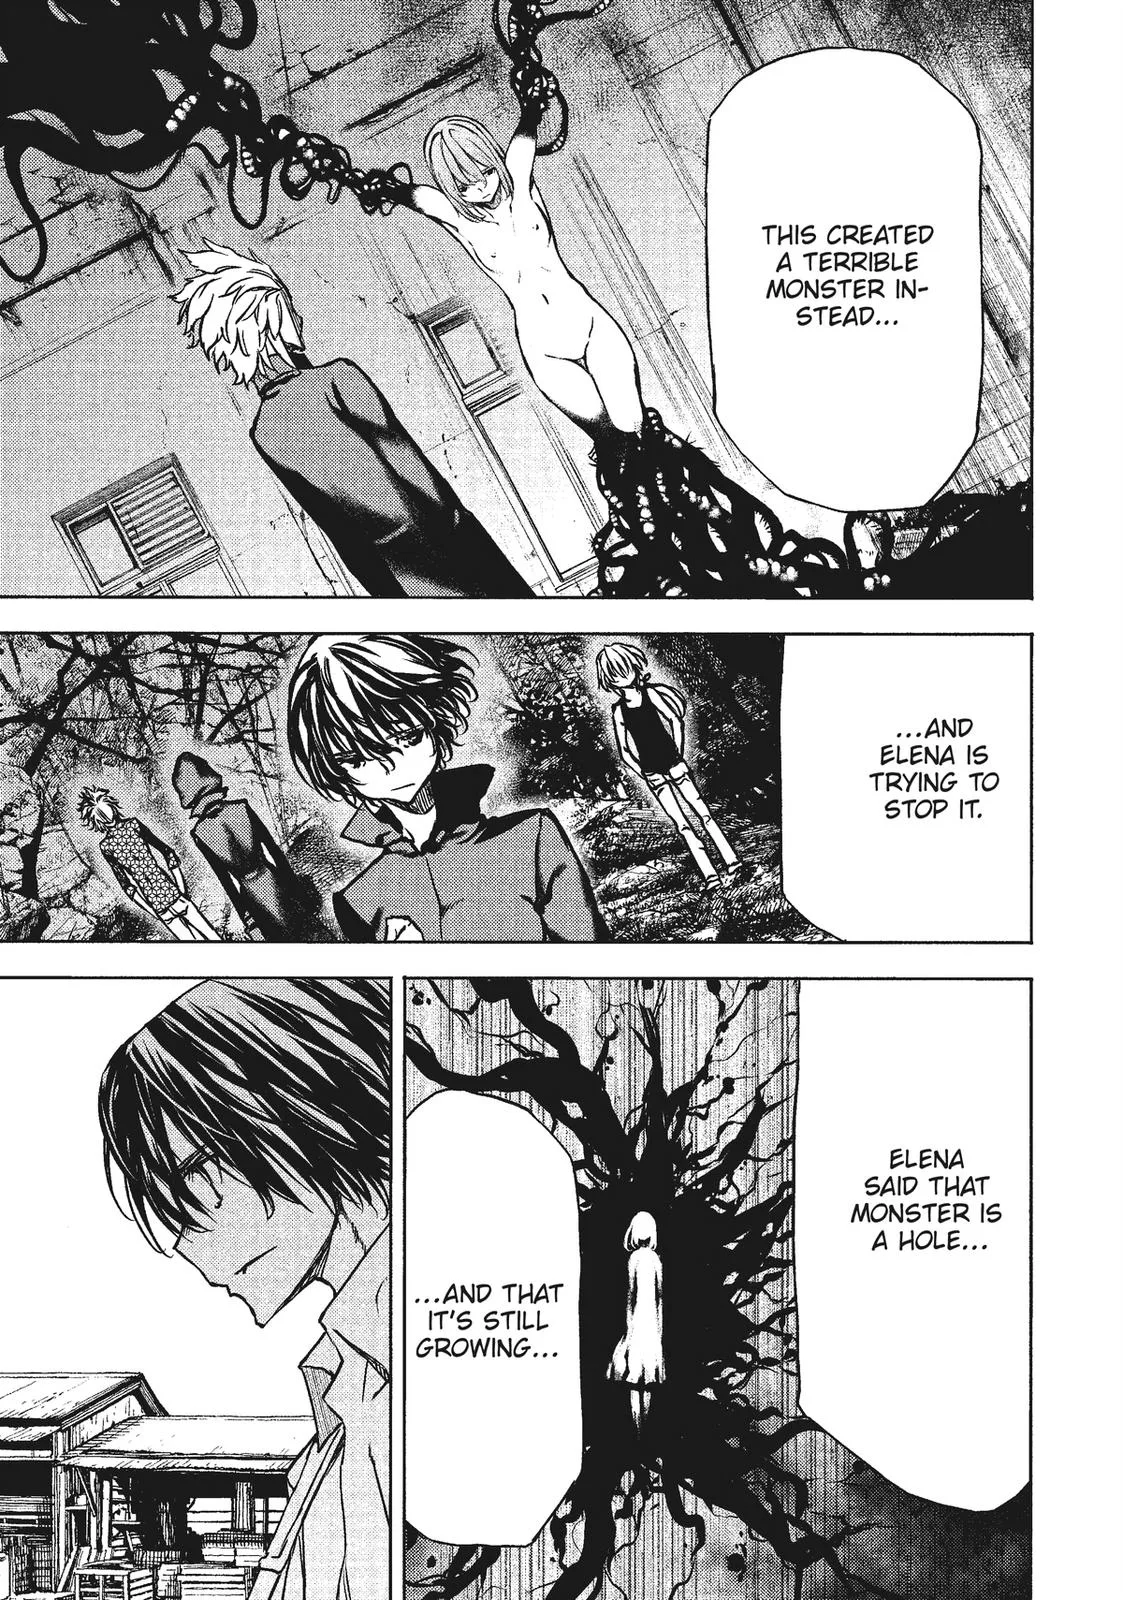 THIS CREATED
A TERRIBLE
MONSTER IN-
STEAD...
...AND
ELENA IS
TRYING TO
STOP IT.
ELENA
SAID THAT
MONSTER IS
A HOLE...
...AND THAT
IT'S STILL
GROWING...